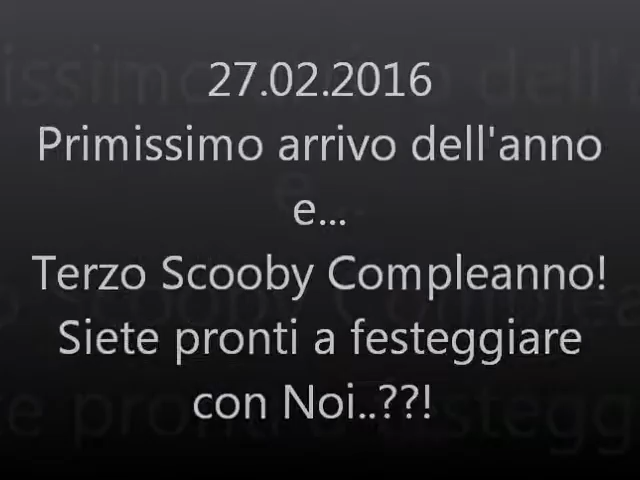 27.02.2016
Primissimo arrivo dell'anno
e...
Terzo Scooby Compleanno!
Siete pronti a festeggiare
con Noi..??!